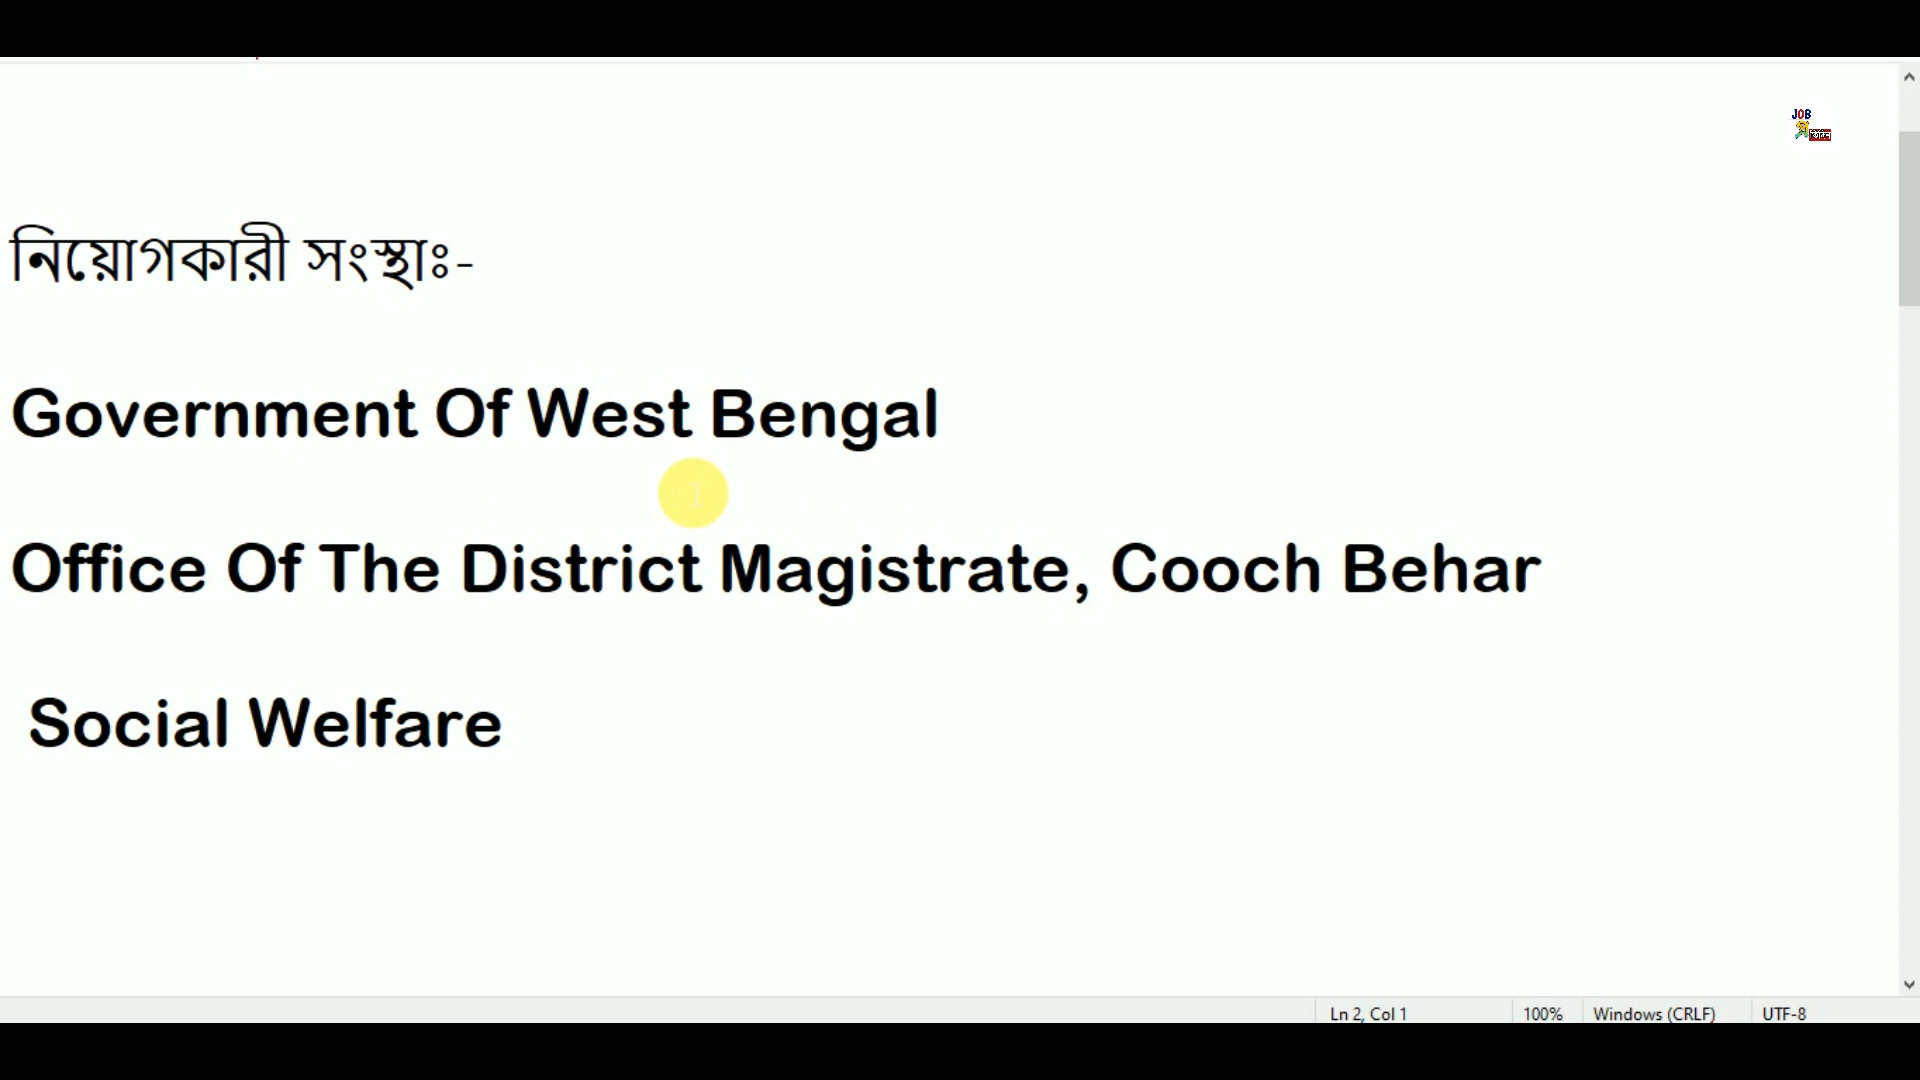 JOB
নিয়োগকারী সংস্থাঃ-
Government Of West Bengal
Office Of The District Magistrate, Cooch Behar
Social Welfare
Ln 2, Col 1 100% Windows (CRLF) UTF-8